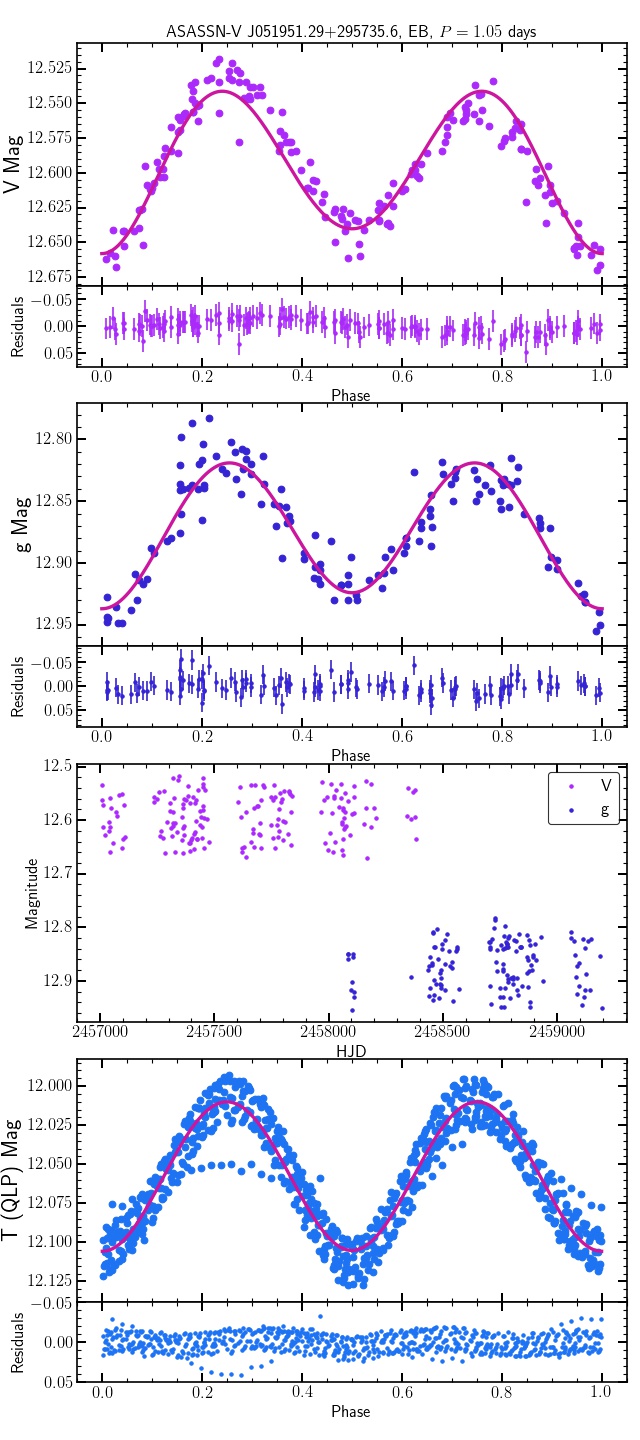 ASASSN-V J051951.29+295735.6, EB, P = 1.05 days
12.525
12.550
12.575
12.600
12.625
12.650
12.675
V Mag
−0.05
0.00
0.05
Residuals
0.0 0.2 0.4 0.6 0.8 1.0
Phase
12.80
12.85
12.90
12.95
g Mag
−0.05
0.00
0.05
Residuals
0.0 0.2 0.4 0.6 0.8 1.0
Phase
12.5
12.6
12.7
12.8
12.9
Magnitude
V
g
2457000 2457500 2458000 2458500 2459000
HJD
12.000
12.025
12.050
12.075
12.100
12.125
T (QLP) Mag
−0.05
0.00
0.05
Residuals
0.0 0.2 0.4 0.6 0.8 1.0
Phase